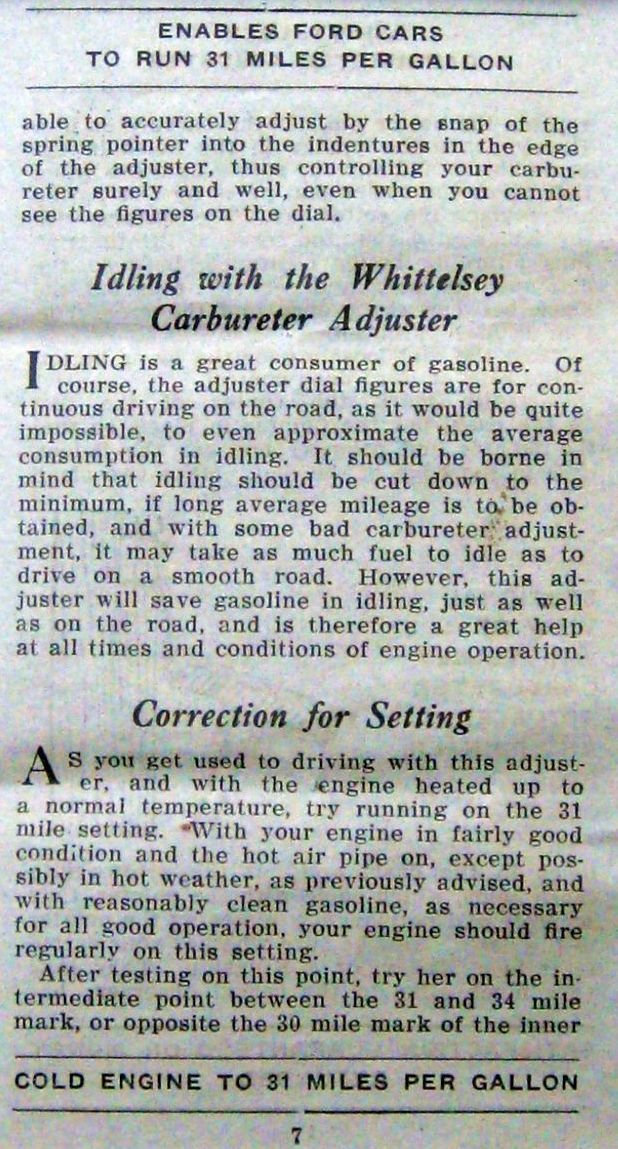 ENABLES FORD CARS
TO RUN 31 MILES PER GALLON
able to accurately adjust by the snap of the
spring pointer into the indentures in the edge
of the adjuster, thus controlling your carbu-
reter surely and well, even when you cannot
see the figures on the dial.
Idling with the Whittelsey
Carbureter Adjuster
IDLING is a great consumer of gasoline. Of
course, the adjuster dial figures are for con-
tinuous driving on the road, as it would be quite
impossible, to even approximate the average
consumption in idling. It should be borne in
mind that idling should be cut down to the
minimum, if long average mileage is to be ob-
tained, and with some bad carbureter adjust-
ment, it may take as much fuel to idle as to
drive on a smooth road. However, this ad-
juster will save gasoline in idling, just as well
as on the road, and is therefore a great help
at all times and conditions of engine operation.
Correction for Setting
AS you get used to driving with this adjust-
er, and with the engine heated up to
a normal temperature, try running on the 31
mile setting. With your engine in fairly good
condition and the hot air pipe on, except pos-
sibly in hot weather, as previously advised, and
with reasonably clean gasoline, as necessary
for all good operation, your engine should fire
regularly on this setting.
After testing on this point, try her on the in-
termediate point between the 31 and 34 mile
mark, or opposite the 30 mile mark of the inner
COLD ENGINE TO 31 MILES PER GALLON
7